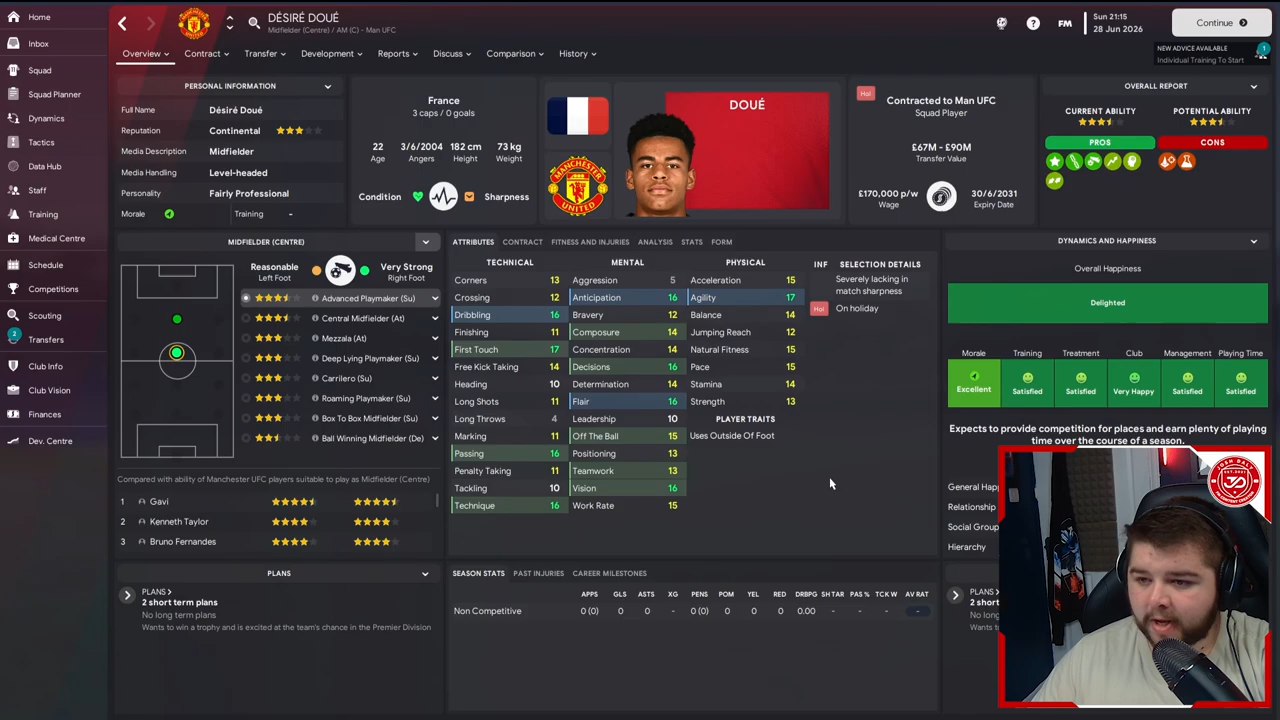 Home
Inbox
Squad
Squad Planner
Dynamics
Tactics
Data Hub
Staff
Training
Medical Centre
Schedule
Competitions
Scouting
2
Transfers
Club Info
Club Vision
Finances
Dev. Centre
DÉSIRÉ DOUÉ
Midfielder (Centre) / AM (C) - Man UFC
FM
Sun 21:15
28 Jun 2026
Continue
NEW ADVICE AVAILABLE
Individual Training To Start
1
Overview
Contract
Transfer
Development
Reports
Discuss
Comparison
History
PERSONAL INFORMATION
Full Name Désiré Doué
Reputation Continental
Media Description Midfielder
Media Handling Level-headed
Personality Fairly Professional
Morale Training -
France
3 caps / 0 goals
22 3/6/2004 182 cm 73 kg
Age Angers Height Weight
Condition Sharpness
MANCHESTER
UNITED
DOUÉ
Hol
Contracted to Man UFC
Squad Player
£67M - £90M
Transfer Value
£170,000 p/w 30/6/2031
Wage Expiry Date
OVERALL REPORT
CURRENT ABILITY POTENTIAL ABILITY
PROS CONS
MIDFIELDER (CENTRE)
Reasonable Very Strong
Left Foot Right Foot
Advanced Playmaker (Su)
Central Midfielder (At)
Mezzala (At)
Deep Lying Playmaker (Su)
Carrilero (Su)
Roaming Playmaker (Su)
Box To Box Midfielder (Su)
Ball Winning Midfielder (De)
Compared with ability of Manchester UFC players suitable to play as Midfielder (Centre)
1 Gavi
2 Kenneth Taylor
3 Bruno Fernandes
ATTRIBUTES CONTRACT FITNESS AND INJURIES ANALYSIS STATS FORM
TECHNICAL MENTAL PHYSICAL
Corners 13 Aggression 5 Acceleration 15
Crossing 12 Anticipation 16 Agility 17
Dribbling 16 Bravery 12 Balance 14
Finishing 11 Composure 14 Jumping Reach 12
First Touch 17 Concentration 14 Natural Fitness 15
Free Kick Taking 14 Decisions 16 Pace 15
Heading 10 Determination 14 Stamina 14
Long Shots 11 Flair 16 Strength 13
Long Throws 4 Leadership 10 PLAYER TRAITS
Marking 11 Off The Ball 15 Uses Outside Of Foot
Passing 16 Positioning 13
Penalty Taking 11 Teamwork 13
Tackling 10 Vision 16
Technique 16 Work Rate 15
INF SELECTION DETAILS
Severely lacking in
match sharpness
Hol On holiday
DYNAMICS AND HAPPINESS
Overall Happiness
Delighted
Morale Training Treatment Club Management Playing Time
Excellent Satisfied Satisfied Very Happy Satisfied Satisfied
Expects to provide competition for places and earn plenty of playing
time over the course of a season.
General Hap
Relationship
Social Group
Hierarchy
JOSH DALY
JD
PLANS
PLANS
2 short term plans
No long term plans
Wants to win a trophy and is excited at the team's chance in the Premier Division
SEASON STATS PAST INJURIES CAREER MILESTONES
APPS GLS ASTS XG PENS POM YEL RED DRBPG SH TAR PAS % TCK W AV RAT
Non Competitive 0 (0) 0 0 - 0 (0) 0 0 0 0.00 - - - -
PLANS
2 short
No long
Wants to